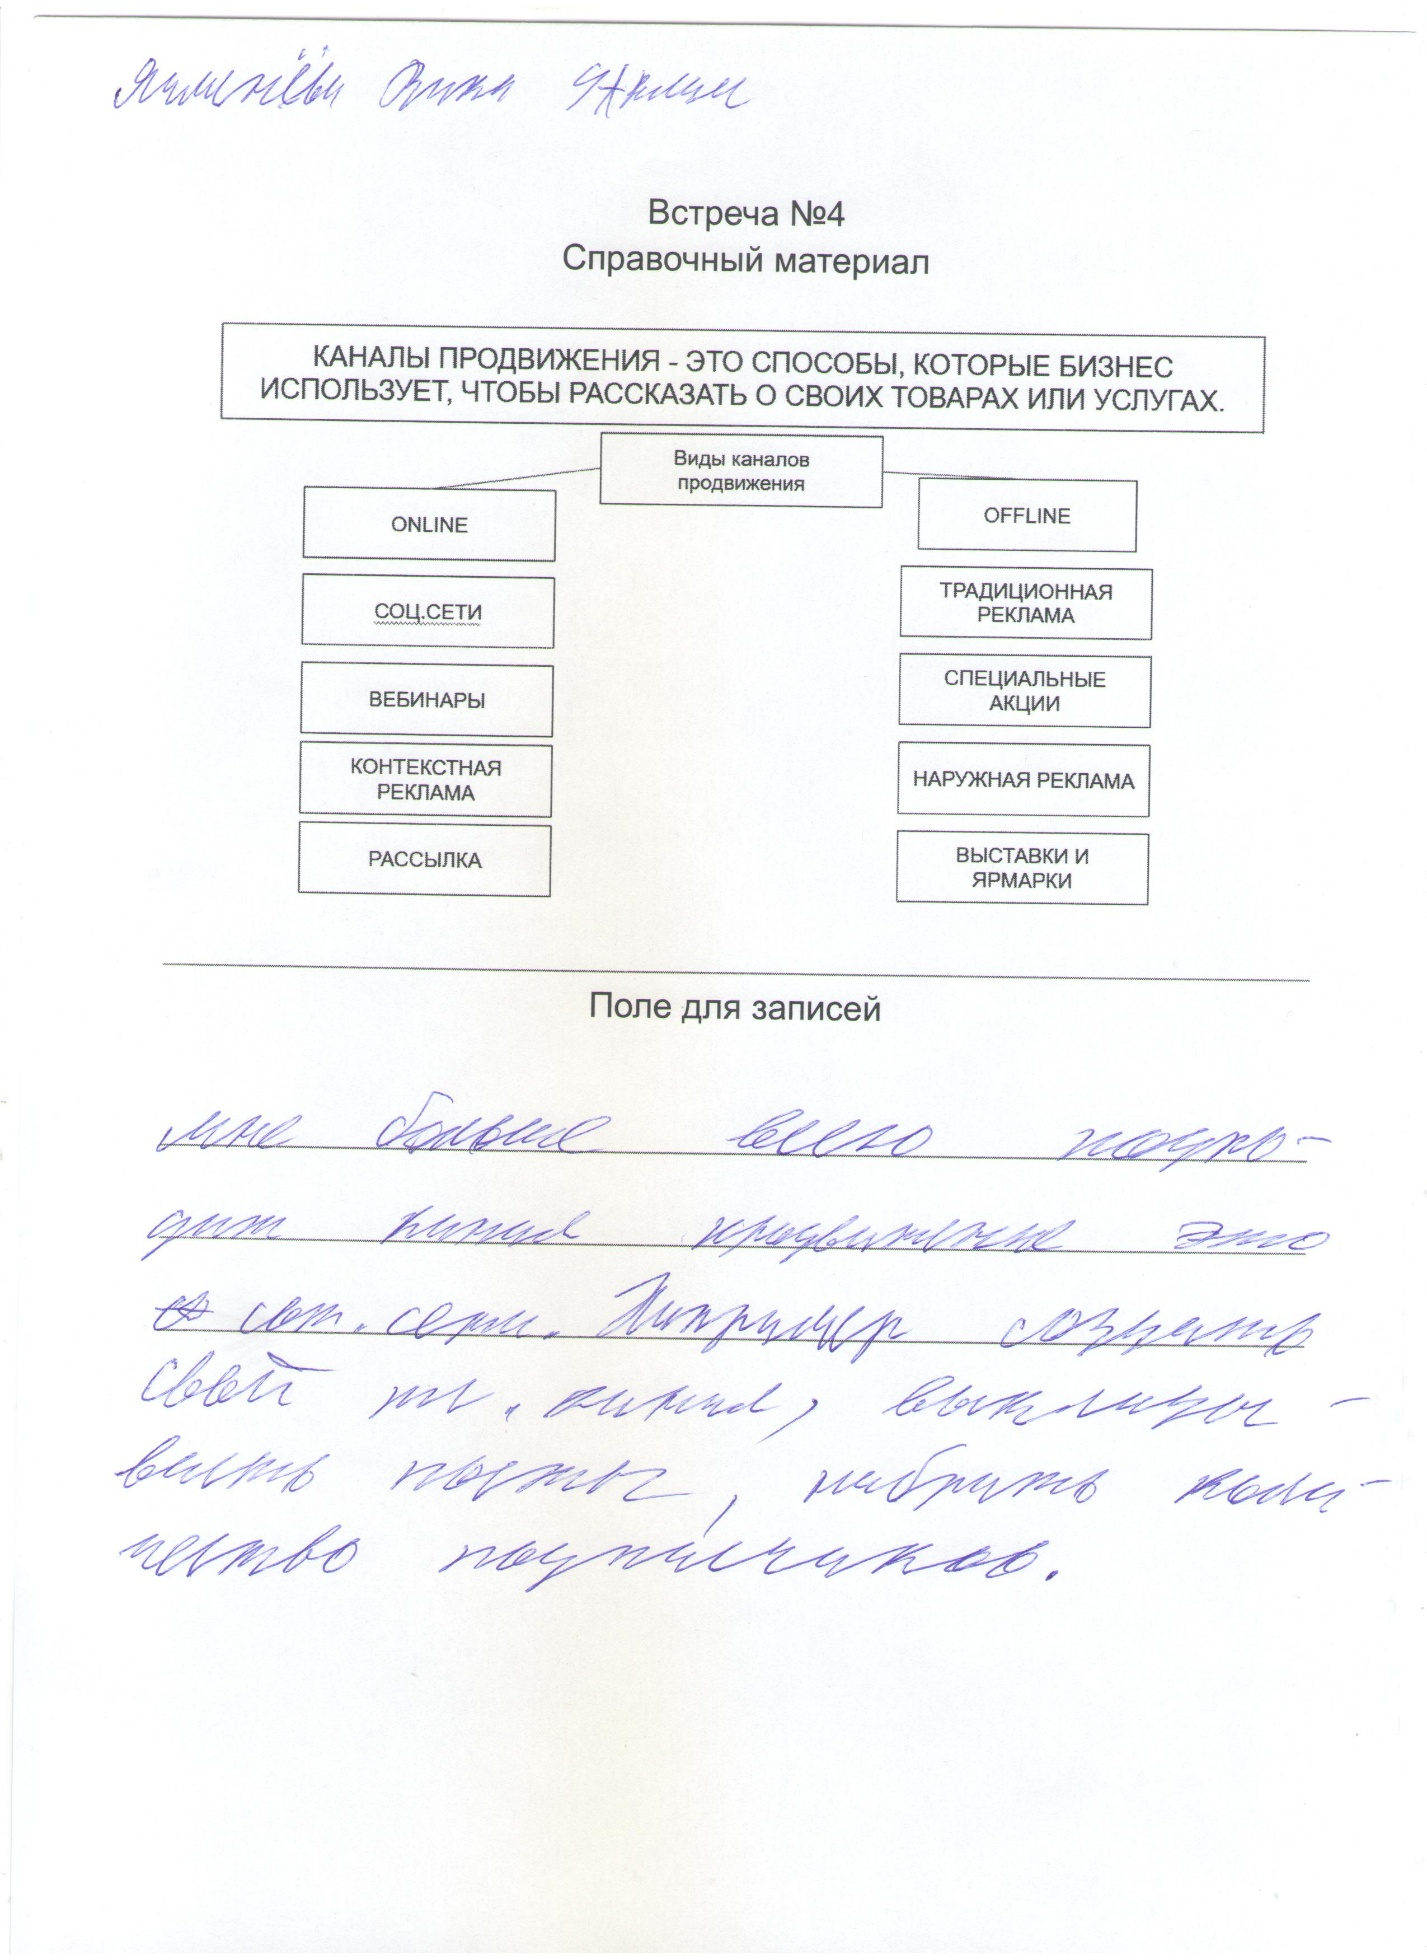 Встреча №4
Справочный материал
КАНАЛЫ ПРОДВИЖЕНИЯ - ЭТО СПОСОБЫ, КОТОРЫЕ БИЗНЕС
ИСПОЛЬЗУЕТ, ЧТОБЫ РАССКАЗАТЬ О СВОИХ ТОВАРАХ ИЛИ УСЛУГАХ.
Виды каналов
продвижения
ONLINE
СОЦ.СЕТИ
ВЕБИНАРЫ
КОНТЕКСТНАЯ
РЕКЛАМА
РАССЫЛКА
OFFLINE
ТРАДИЦИОННАЯ
РЕКЛАМА
СПЕЦИАЛЬНЫЕ
АКЦИИ
НАРУЖНАЯ РЕКЛАМА
ВЫСТАВКИ И
ЯРМАРКИ
Поле для записей
мне больше всего подхо-
дит канал продвижение это
сети. Например создать
свой тг. канал, выклады-
вать посты, набрать коли-
чество подписчиков.